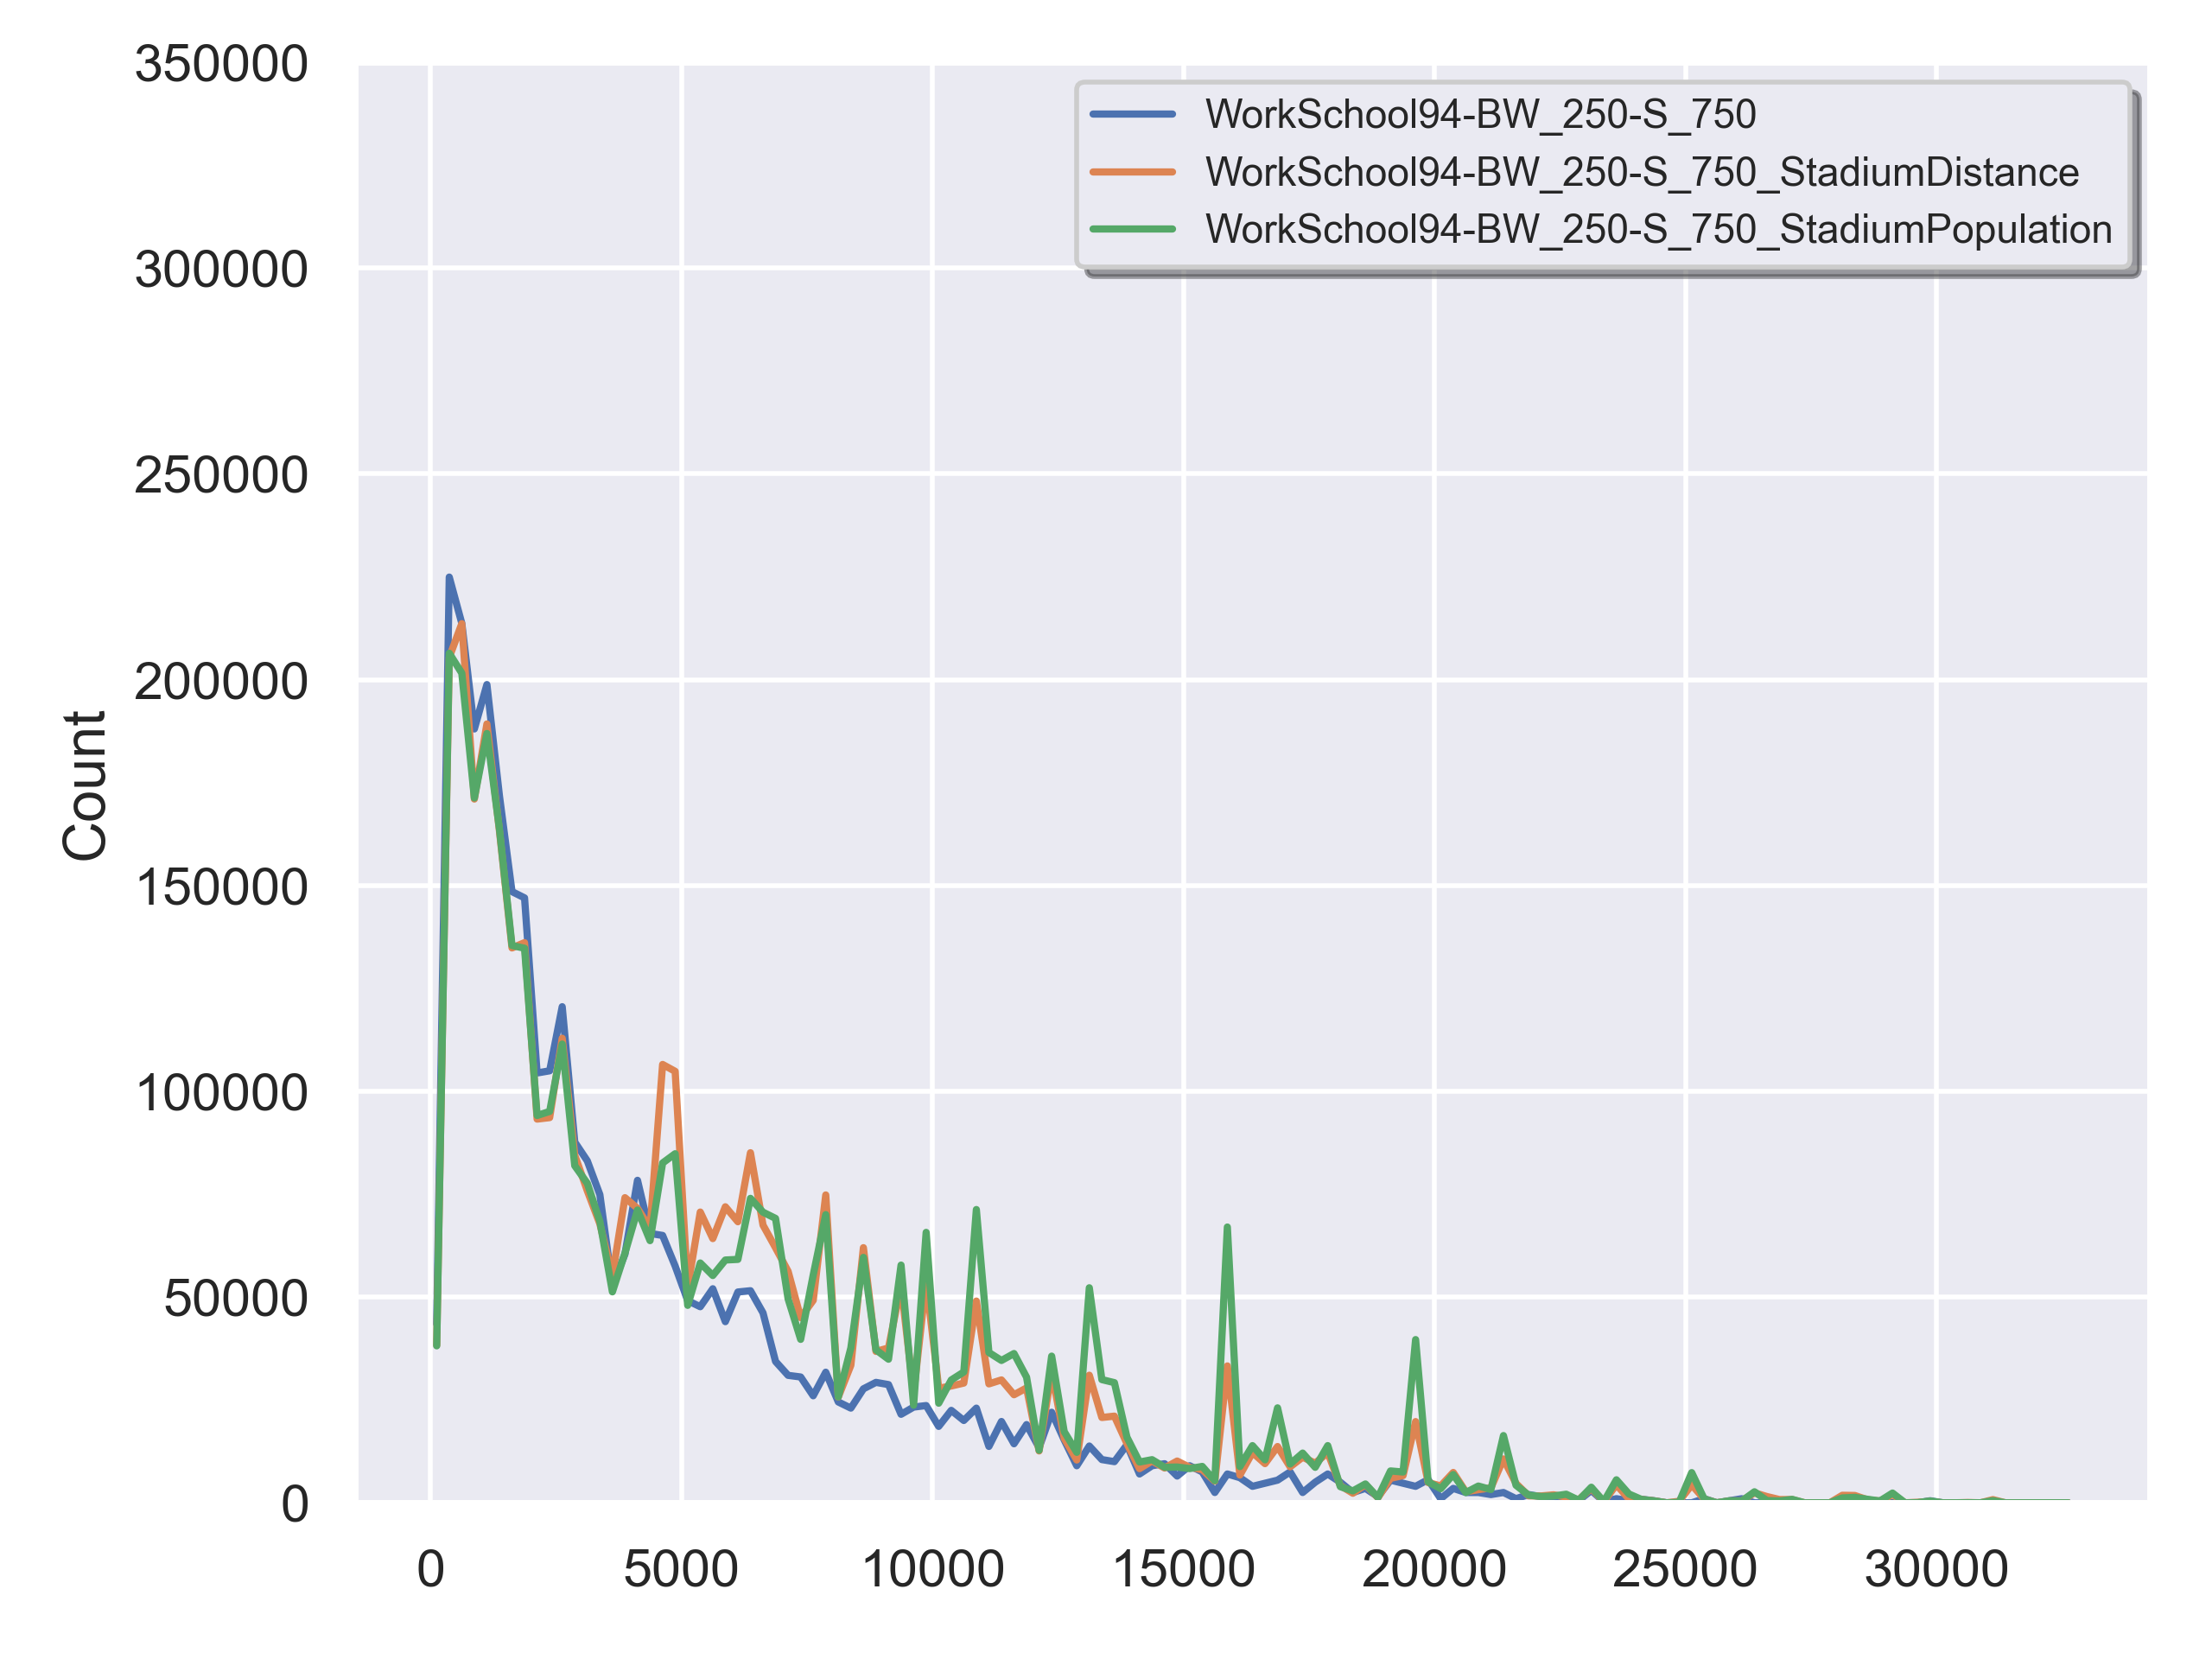 350000
300000
250000
200000
150000
100000
50000
0
Count
WorkSchool94-BW_250-S_750
WorkSchool94-BW_250-S_750_StadiumDistance
WorkSchool94-BW_250-S_750_StadiumPopulation
0 5000 10000 15000 20000 25000 30000